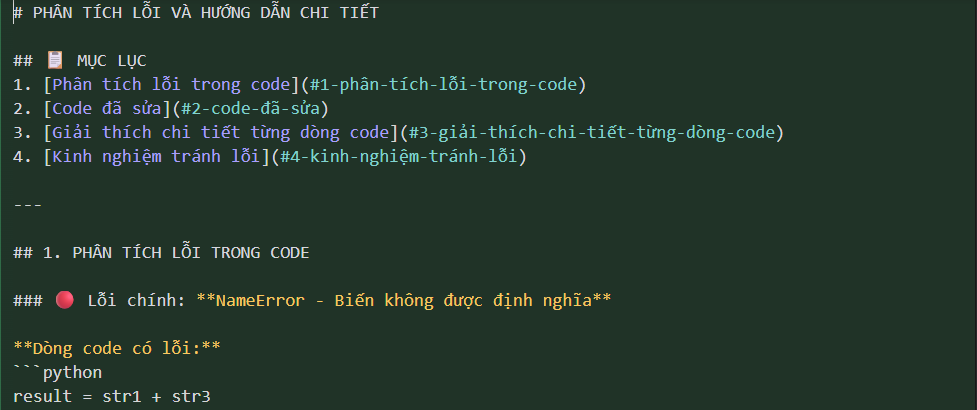 # PHÂN TÍCH LỖI VÀ HƯỚNG DẪN CHI TIẾT
## 📋 MỤC LỤC
1. [Phân tích lỗi trong code](#1-phân-tích-lỗi-trong-code)
2. [Code đã sửa](#2-code-đã-sửa)
3. [Giải thích chi tiết từng dòng code](#3-giải-thích-chi-tiết-từng-dòng-code)
4. [Kinh nghiệm tránh lỗi](#4-kinh-nghiệm-tránh-lỗi)
---
## 1. PHÂN TÍCH LỖI TRONG CODE
### 🔴 Lỗi chính: **NameError - Biến không được định nghĩa**
**Dòng code có lỗi:**
```python
result = str1 + str3